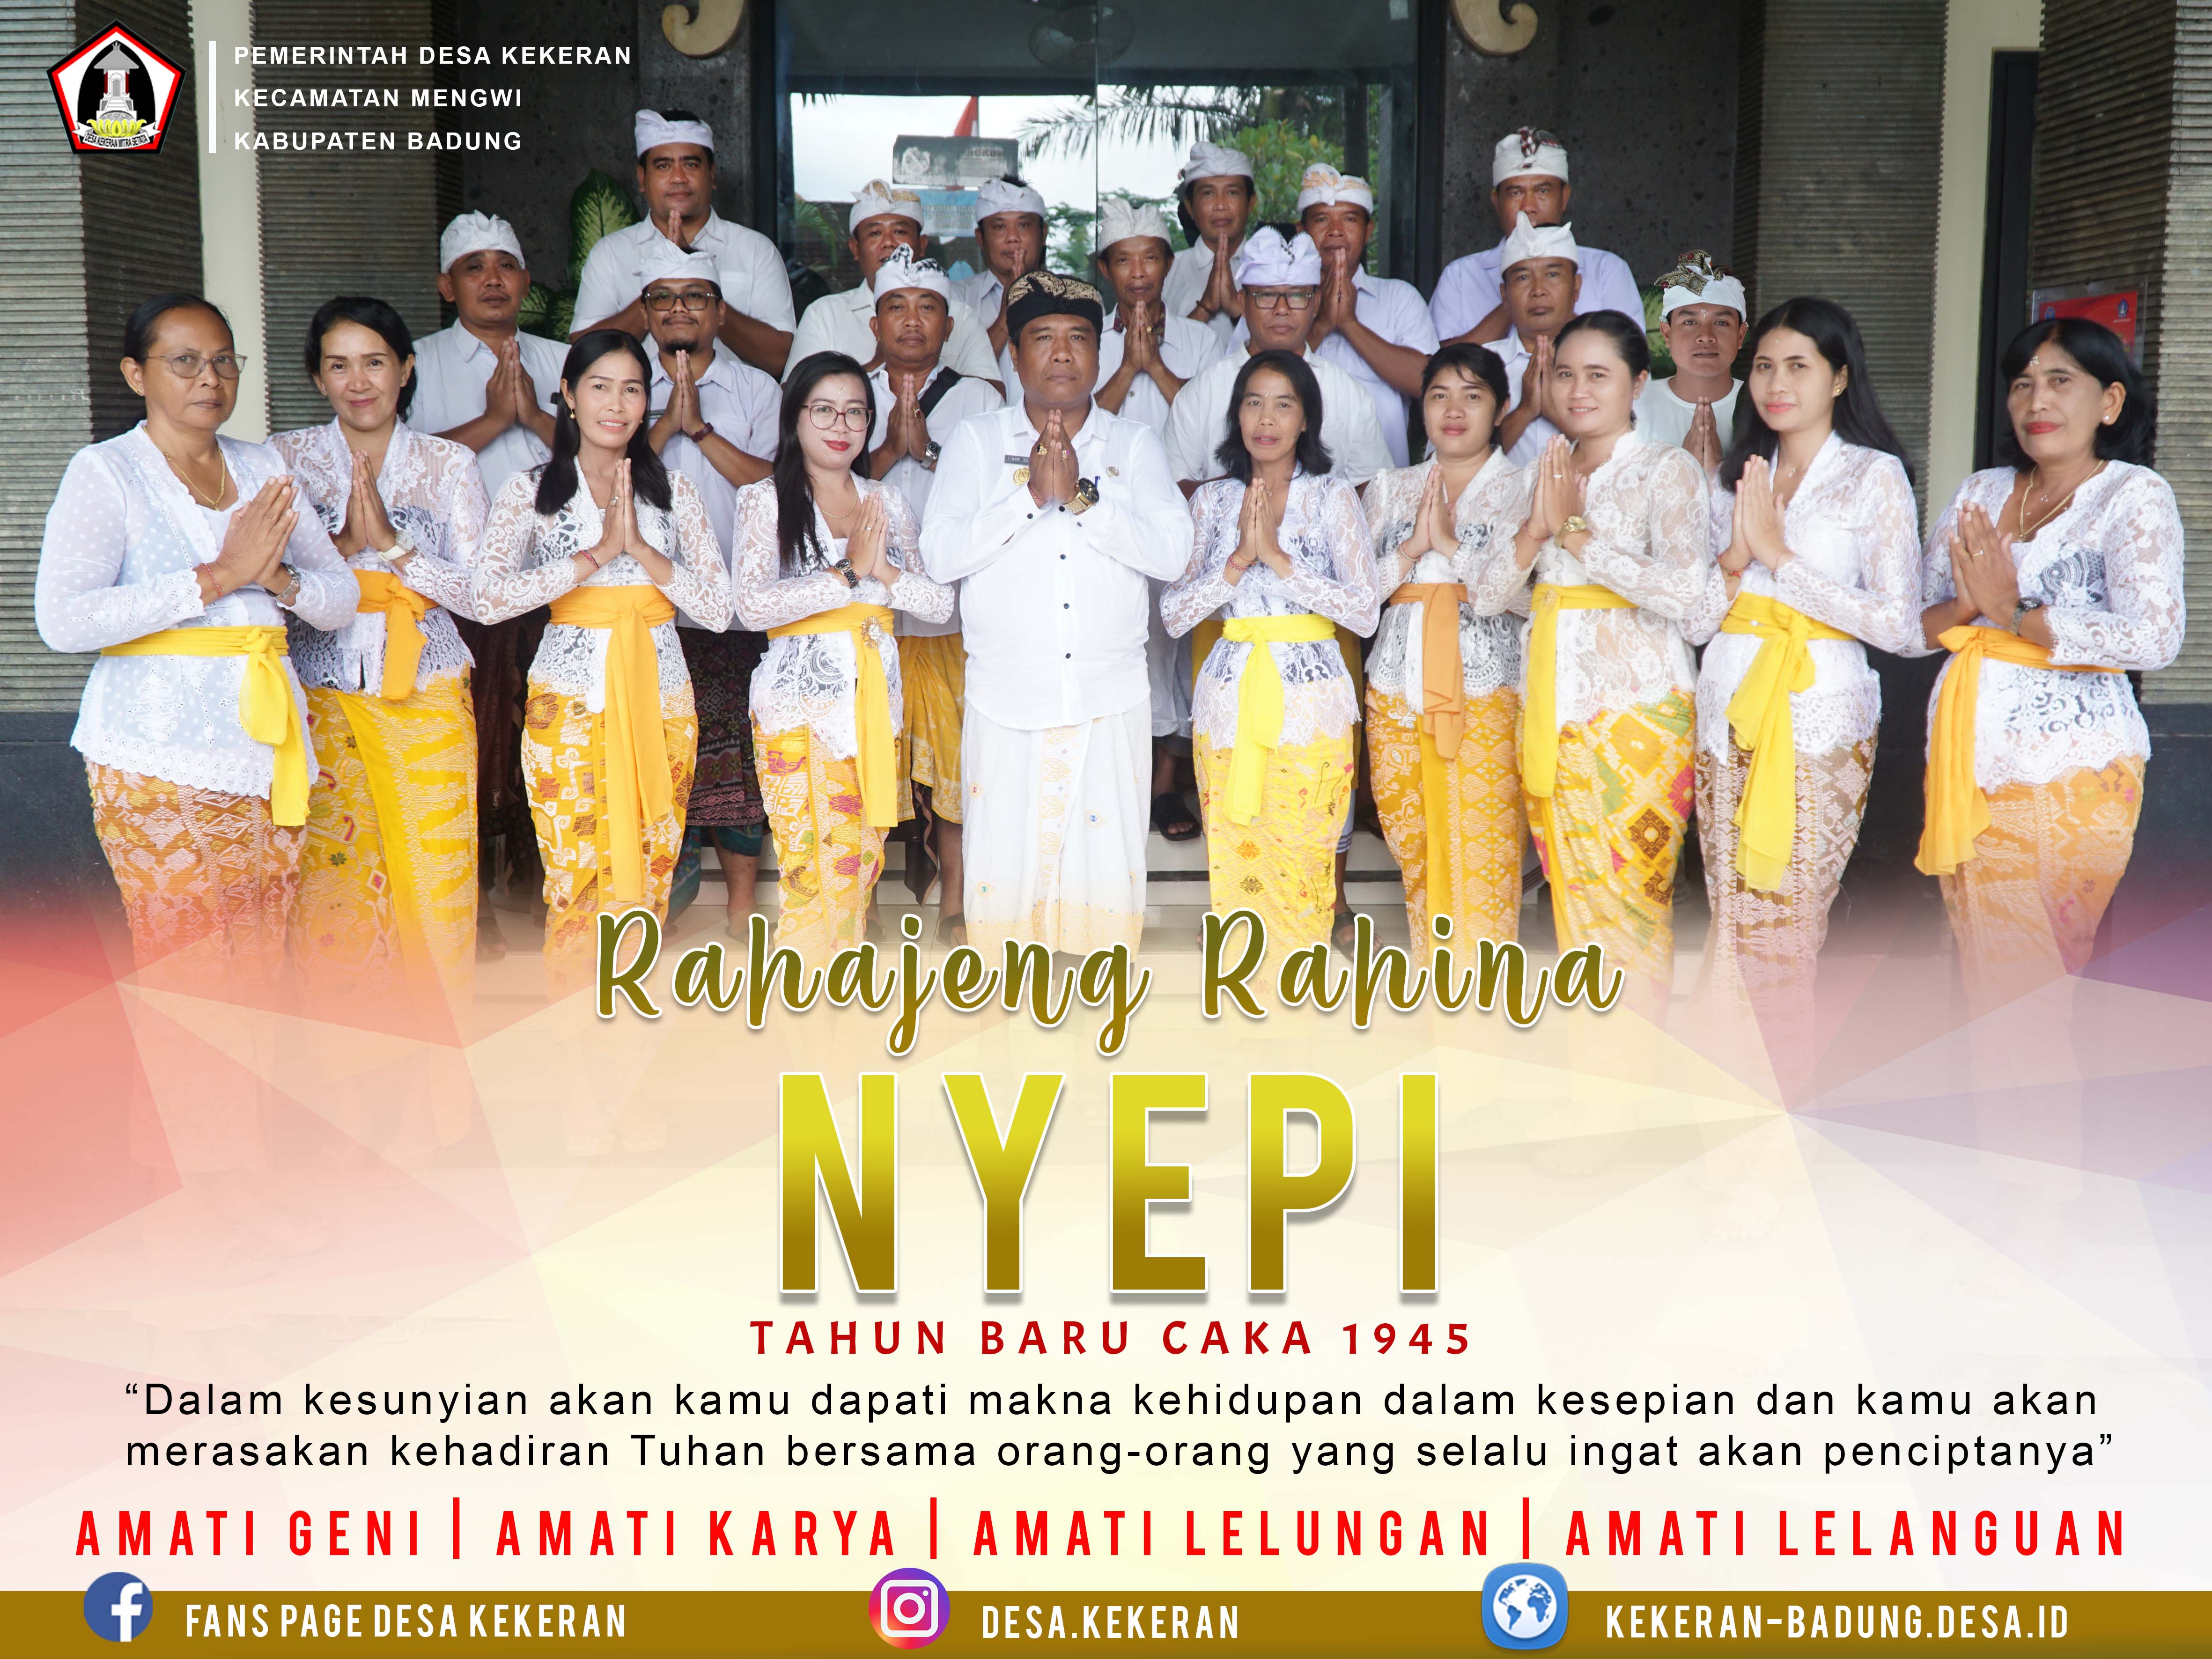 PEMERINTAH DESA KEKERAN
KECAMATAN MENGWI
KABUPATEN BADUNG
Rahajeng Rahina
NYEPI
TAHUN BARU CAKA 1945
“Dalam kesunyian akan kamu dapati makna kehidupan dalam kesepian dan kamu akan
merasakan kehadiran Tuhan bersama orang-orang yang selalu ingat akan penciptanya”
AMATI GENI | AMATI KARYA | AMATI LELUNGAN | AMATI LELANGUAN
FANS PAGE DESA KEKERAN
DESA.KEKERAN
KEKERAN-BADUNG.DESA.ID